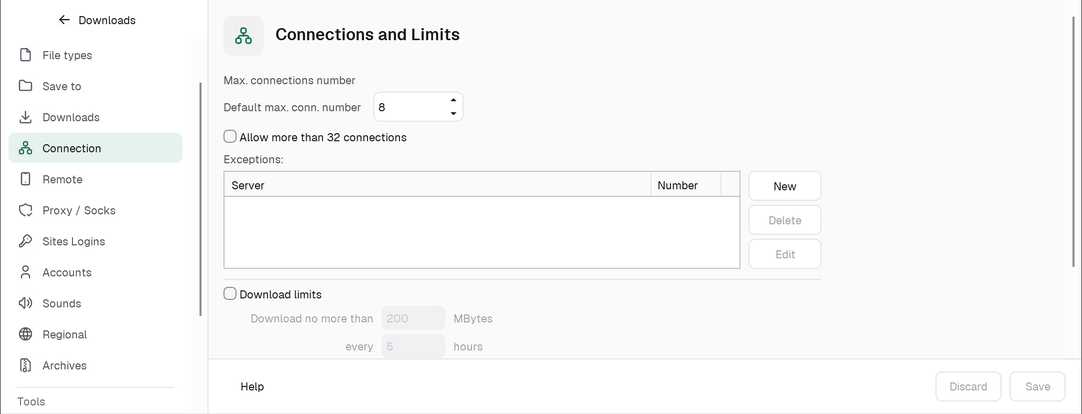 Downloads
File types
Save to
Downloads
Connection
Remote
Proxy / Socks
Sites Logins
Accounts
Sounds
Regional
Archives
Tools
Connections and Limits
Max. connections number
Default max. conn. number 8
Allow more than 32 connections
Exceptions:
Server Number
New
Delete
Edit
Download limits
Download no more than 200 MBytes
every 5 hours
Help Discard Save